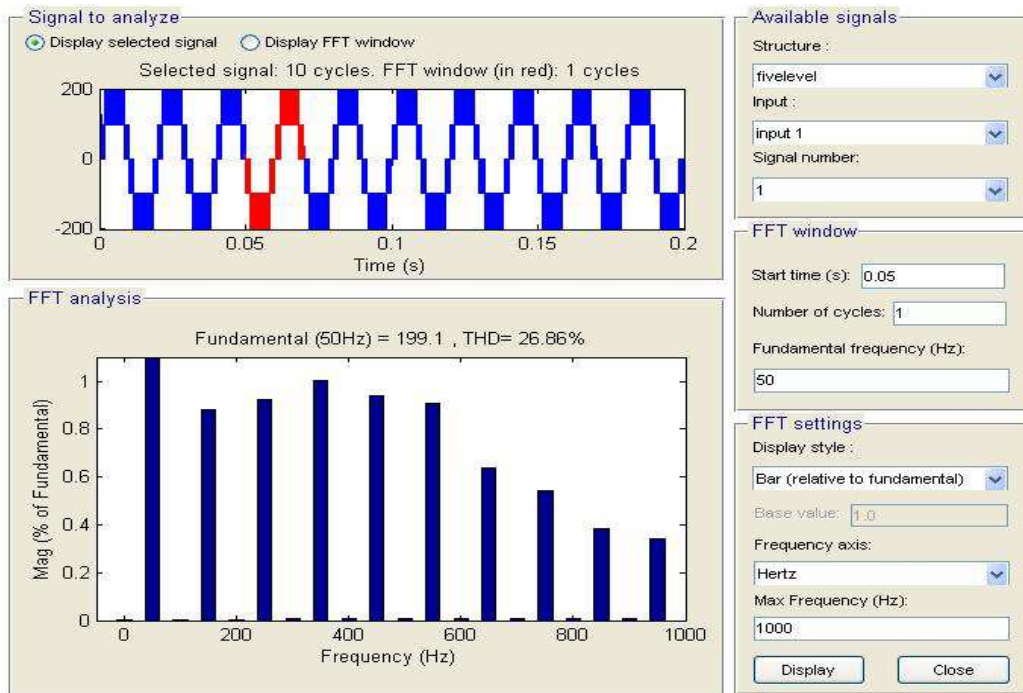 Signal to analyze
Display selected signal
Display FFT window
Selected signal: 10 cycles. FFT window (in red): 1 cycles
200
0
-200
0
0.05
0.1
0.15
0.2
Time (s)
FFT analysis
Fundamental (50Hz) = 199.1 , THD= 26.86%
Mag (% of Fundamental)
1
0.8
0.6
0.4
0.2
0
0
200
400
600
800
1000
Frequency (Hz)
Available signals
Structure :
fivelevel
Input :
input 1
Signal number:
1
FFT window
Start time (s): 0.05
Number of cycles: 1
Fundamental frequency (Hz):
50
FFT settings
Display style :
Bar (relative to fundamental)
Base value: 1.0
Frequency axis:
Hertz
Max Frequency (Hz):
1000
Display
Close